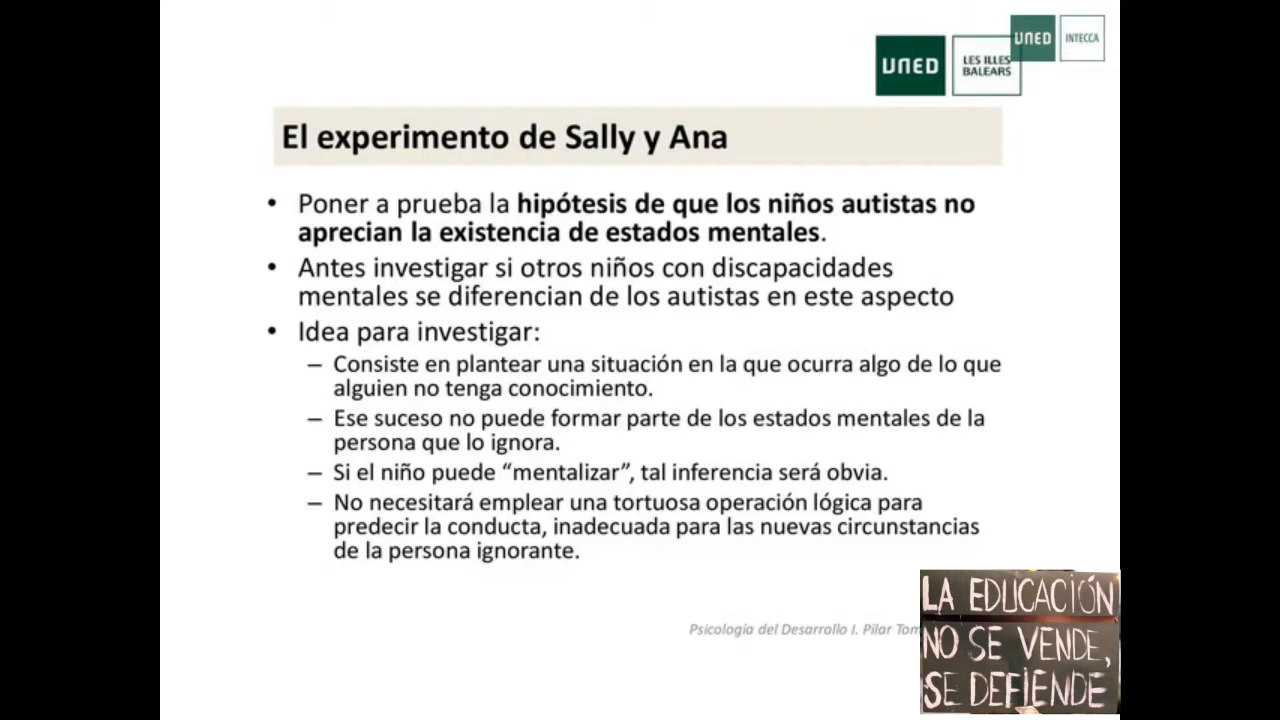 UNED
INTECCA
UNED
LES ILLES
BALEARS
El experimento de Sally y Ana
• Poner a prueba la hipótesis de que los niños autistas no
aprecian la existencia de estados mentales.
• Antes investigar si otros niños con discapacidades
mentales se diferencian de los autistas en este aspecto
• Idea para investigar:
– Consiste en plantear una situación en la que ocurra algo de lo que
alguien no tenga conocimiento.
– Ese suceso no puede formar parte de los estados mentales de la
persona que lo ignora.
– Si el niño puede “mentalizar”, tal inferencia será obvia.
– No necesitará emplear una tortuosa operación lógica para
predecir la conducta, inadecuada para las nuevas circunstancias
de la persona ignorante.
Psicología del Desarrollo I. Pilar
LA EDUCACIÓN
NO SE VENDE,
SE DEFIENDE